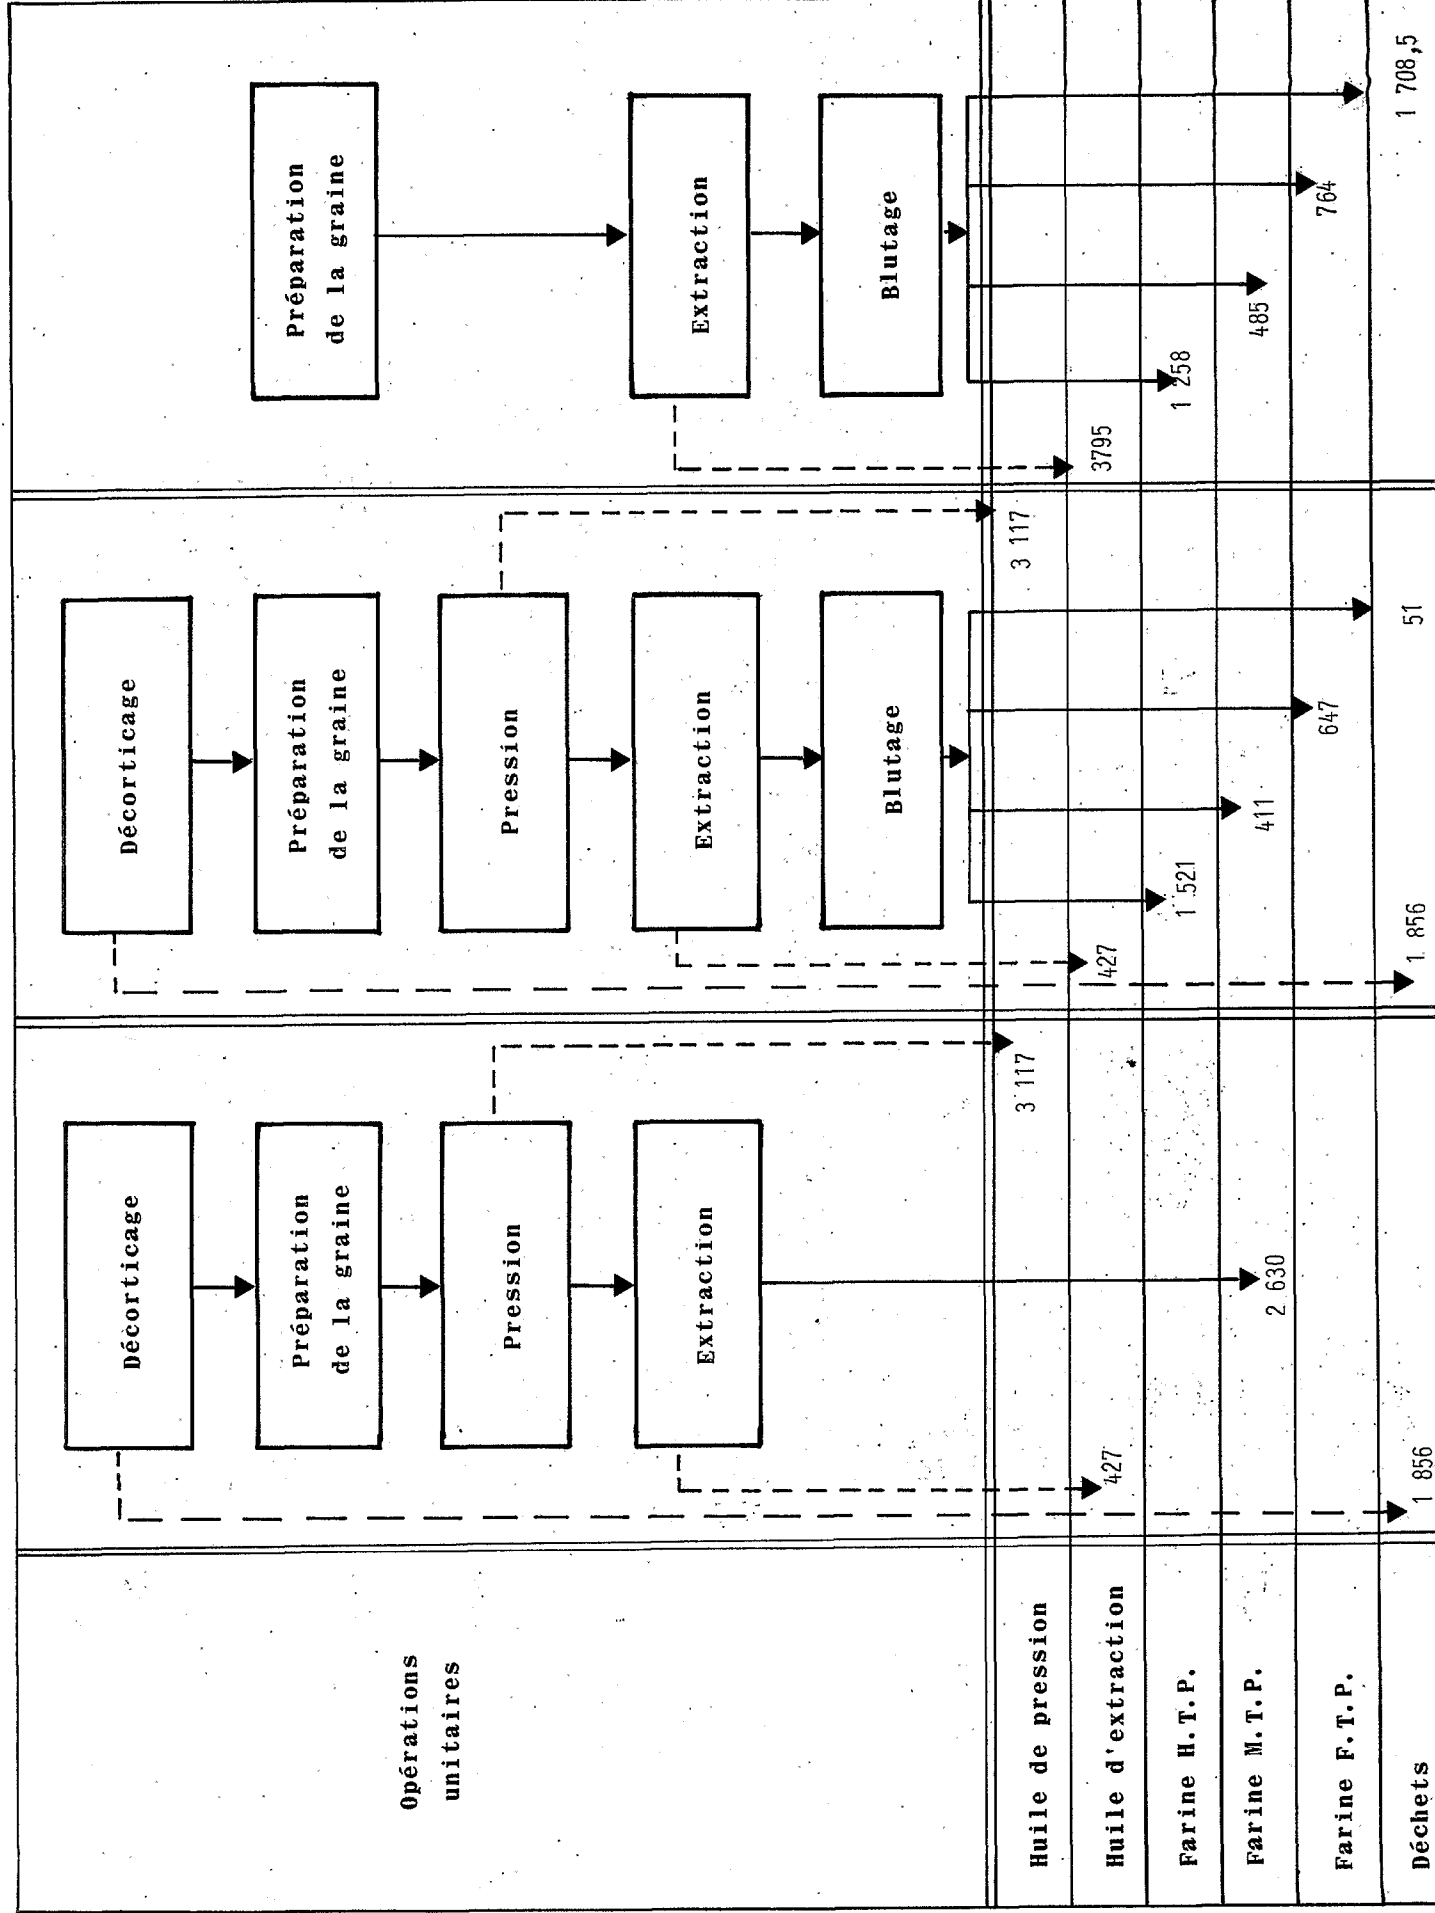 Opérations
unitaires
Décorticage
Préparation
de la graine
Pression
Extraction
Décorticage
Préparation
de la graine
Pression
Extraction
Blutage
Préparation
de la graine
Extraction
Blutage
Huile de pression
3 117
3 117
Huile d'extraction
427
427
3795
Farine H.T.P.
1 521
1 258
Farine M.T.P.
2 630
411
485
Farine F.T.P.
647
764
Déchets
1 856
1 856
51
1 708,5